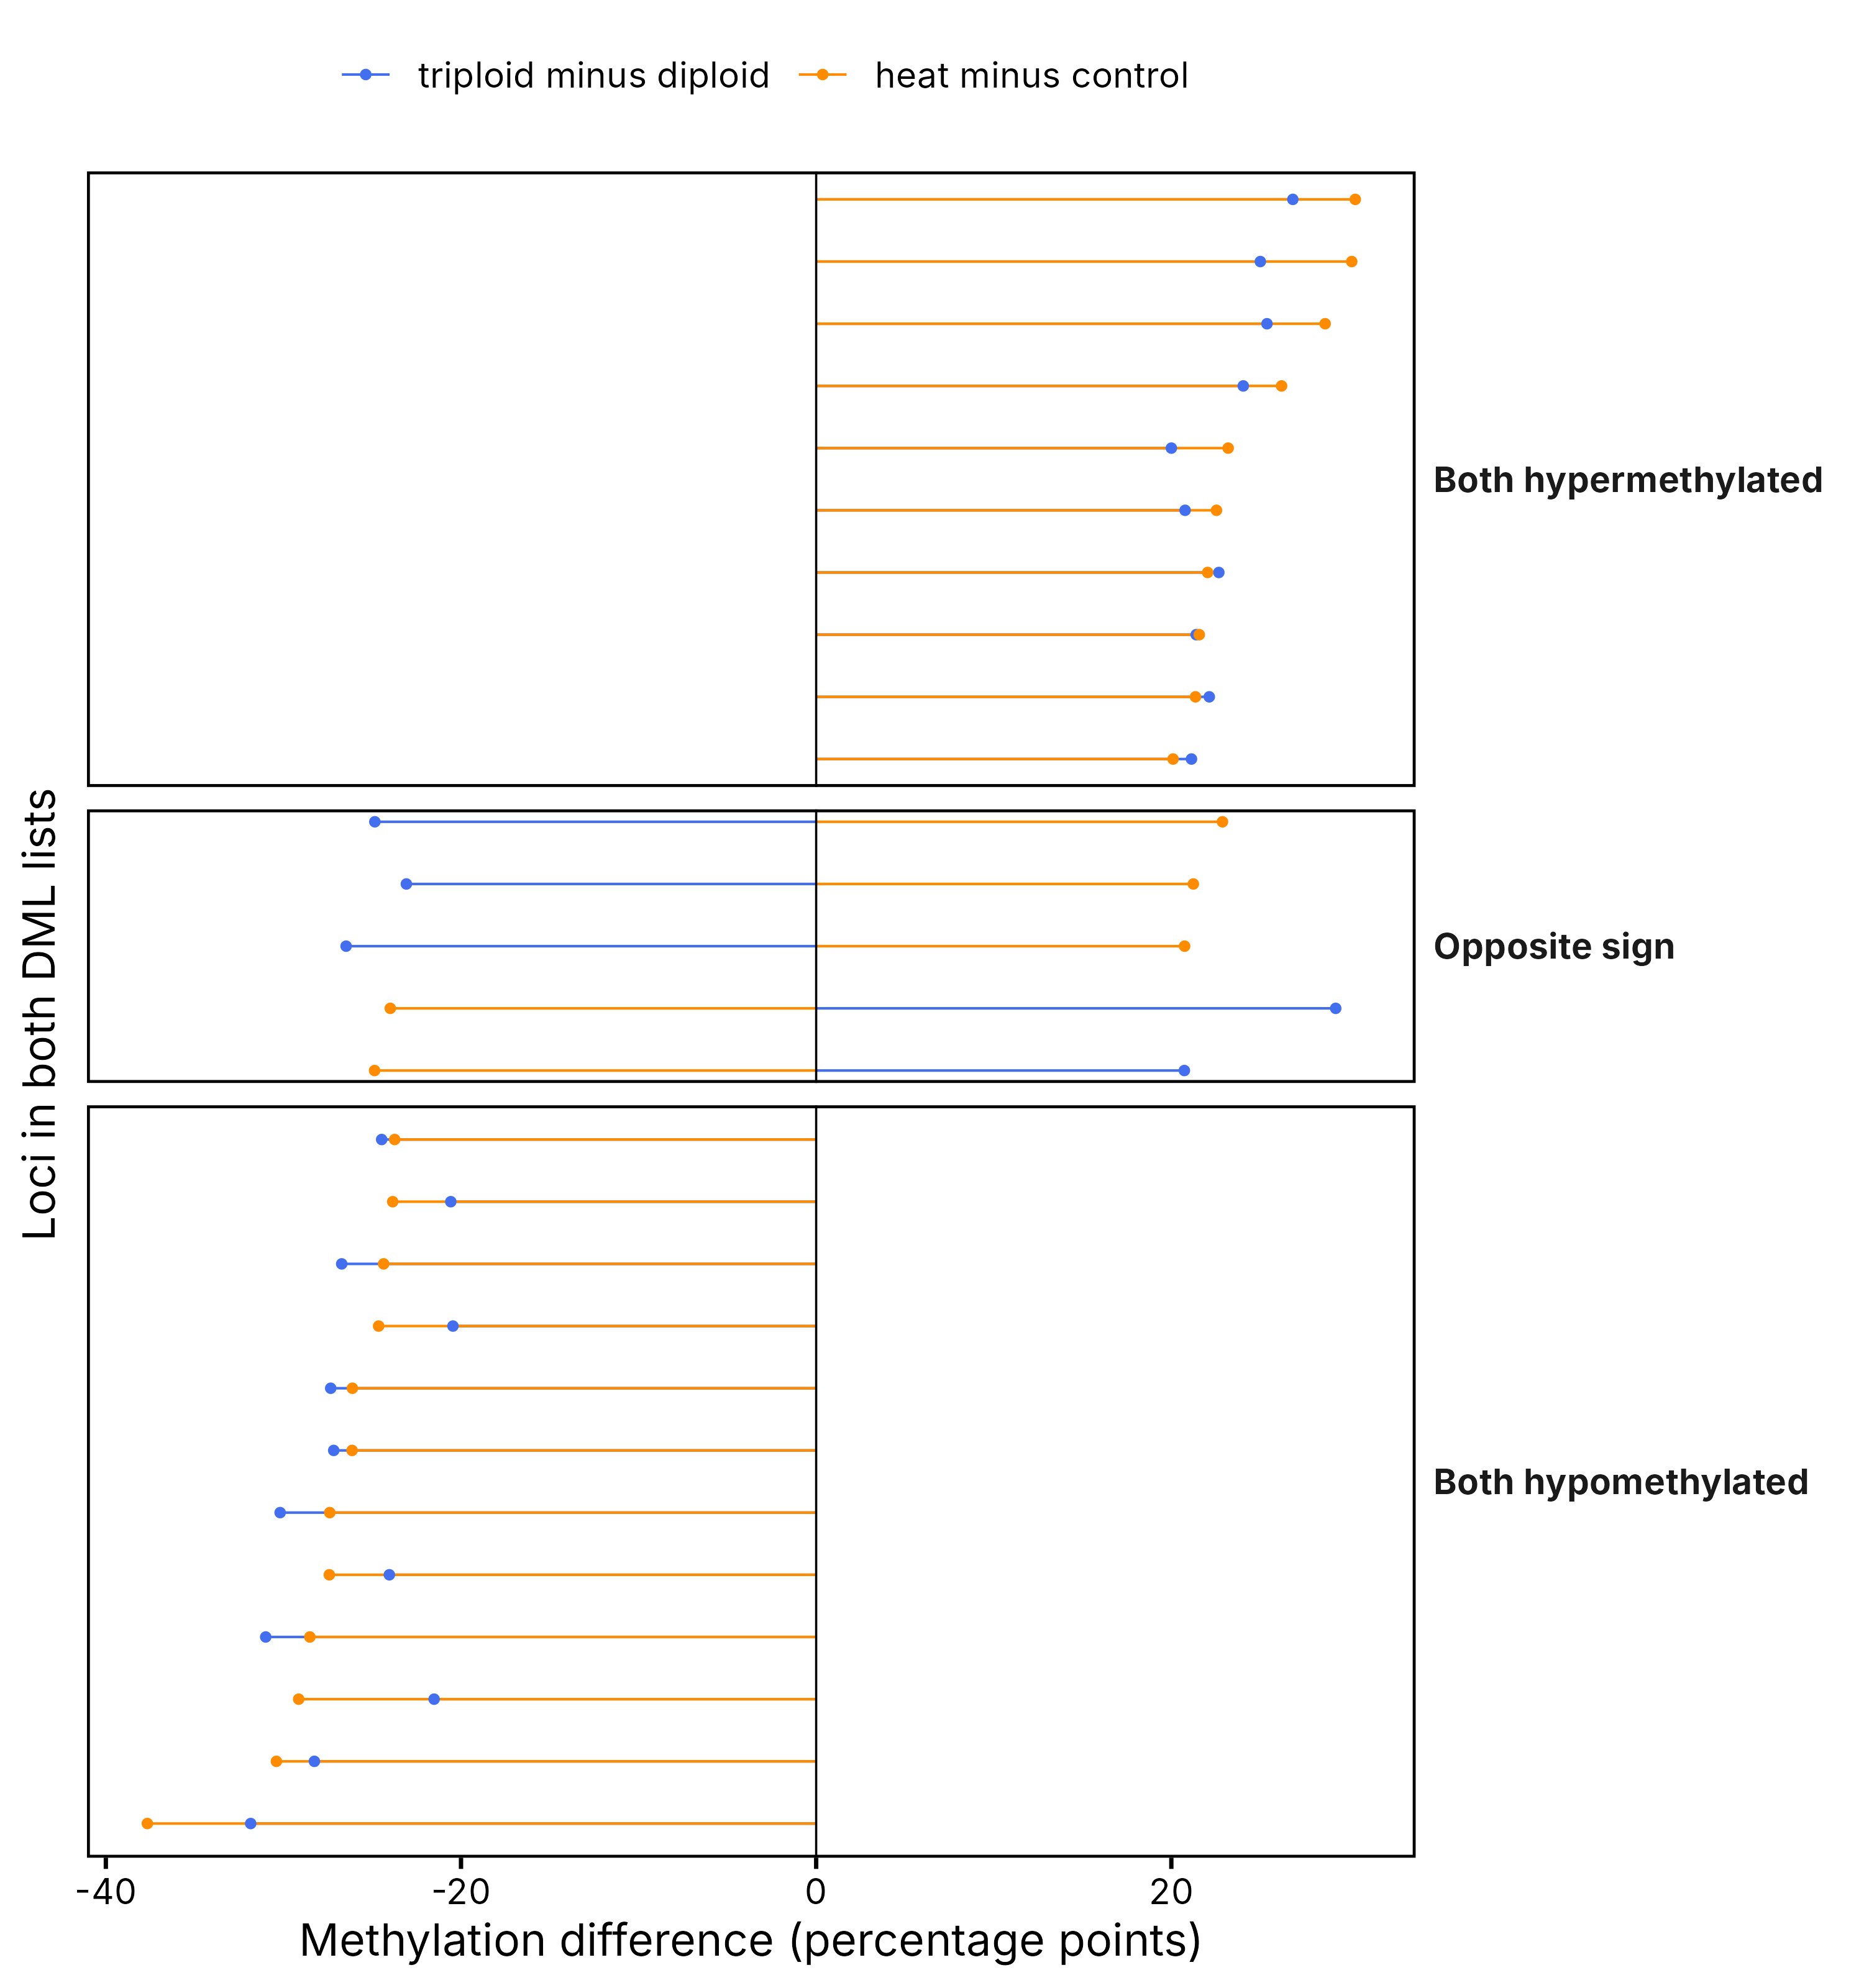 triploid minus diploid heat minus control
Both hypermethylated
Opposite sign
Both hypomethylated
Loci in both DML lists
-40 -20 0 20
Methylation difference (percentage points)